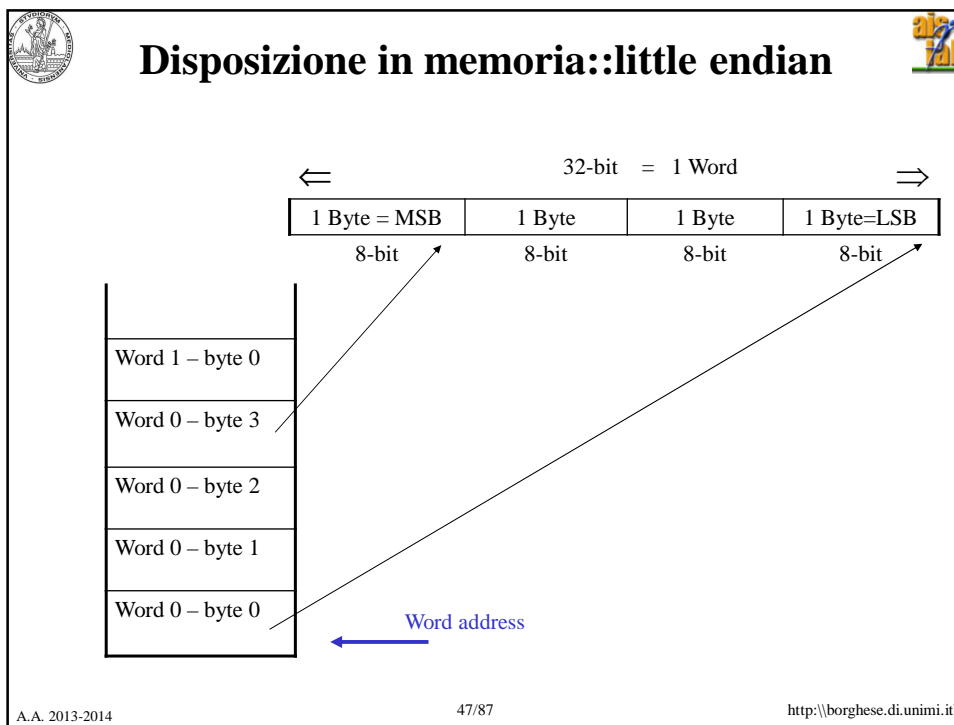 Disposizione in memoria::little endian
⇐ 32-bit = 1 Word ⇒
1 Byte = MSB 1 Byte 1 Byte 1 Byte=LSB
8-bit 8-bit 8-bit 8-bit
Word 1 – byte 0
Word 0 – byte 3
Word 0 – byte 2
Word 0 – byte 1
Word 0 – byte 0
Word address
A.A. 2013-2014 47/87 http:\\borghese.di.unimi.it